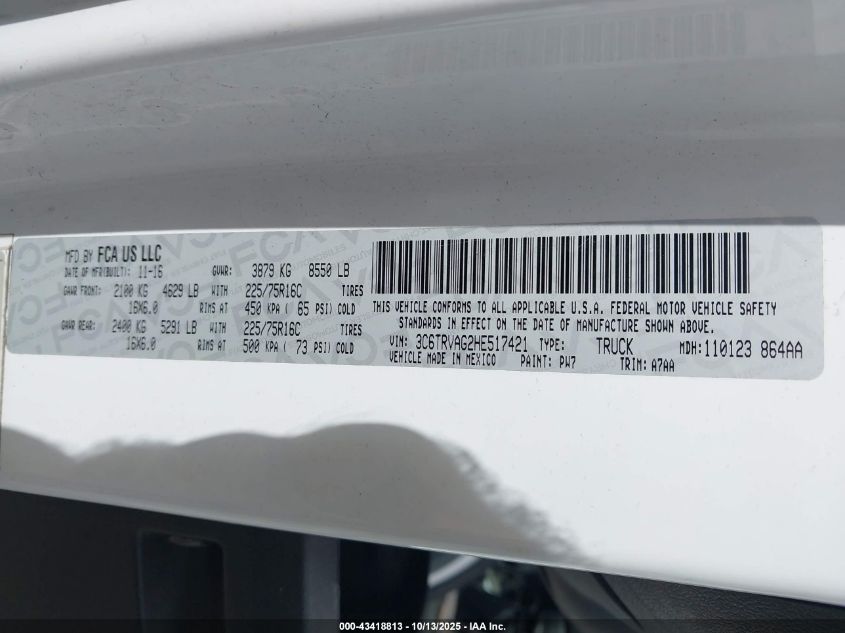 MFD BY FCA US LLC
DATE OF MFR(BUILT): 11-16 GVWR: 3879 KG 8550 LB
GAWR FRONT: 2100 KG 4629 LB WITH 225/75R16C TIRES
16X6.0 RIMS AT 450 KPA ( 65 PSI) COLD
GAWR REAR: 2400 KG 5291 LB WITH 225/75R16C TIRES
16X6.0 RIMS AT 500 KPA ( 73 PSI) COLD
THIS VEHICLE CONFORMS TO ALL APPLICABLE U.S.A. FEDERAL MOTOR VEHICLE SAFETY
STANDARDS IN EFFECT ON THE DATE OF MANUFACTURE SHOWN ABOVE.
VIN: 3C6TRVAG2HE517421 TYPE: TRUCK MDH: 110123 864AA
VEHICLE MADE IN MEXICO PAINT: PW7 TRIM: A7AA
000-43418813 - 10/13/2025 - IAA Inc.